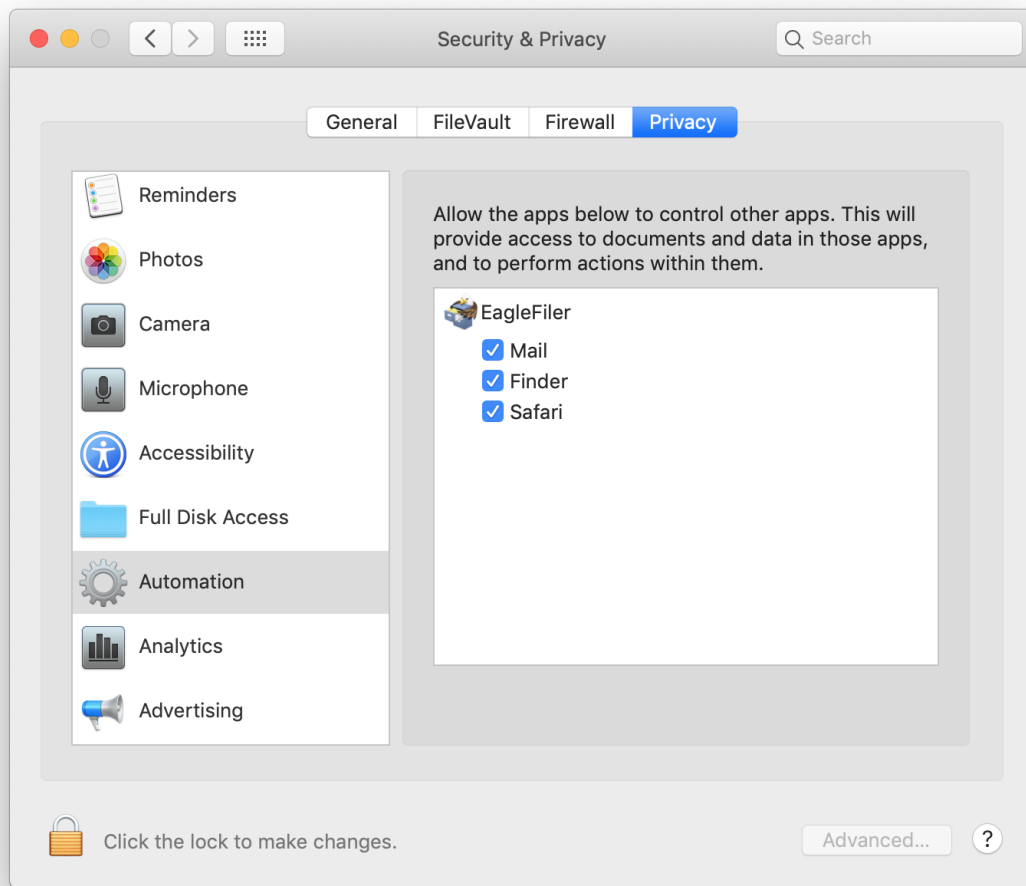 Security & Privacy
Search
General
FileVault
Firewall
Privacy
Reminders
Photos
Camera
Microphone
Accessibility
Full Disk Access
Automation
Analytics
Advertising
Allow the apps below to control other apps. This will
provide access to documents and data in those apps,
and to perform actions within them.
EagleFiler
Mail
Finder
Safari
Click the lock to make changes.
Advanced...
?